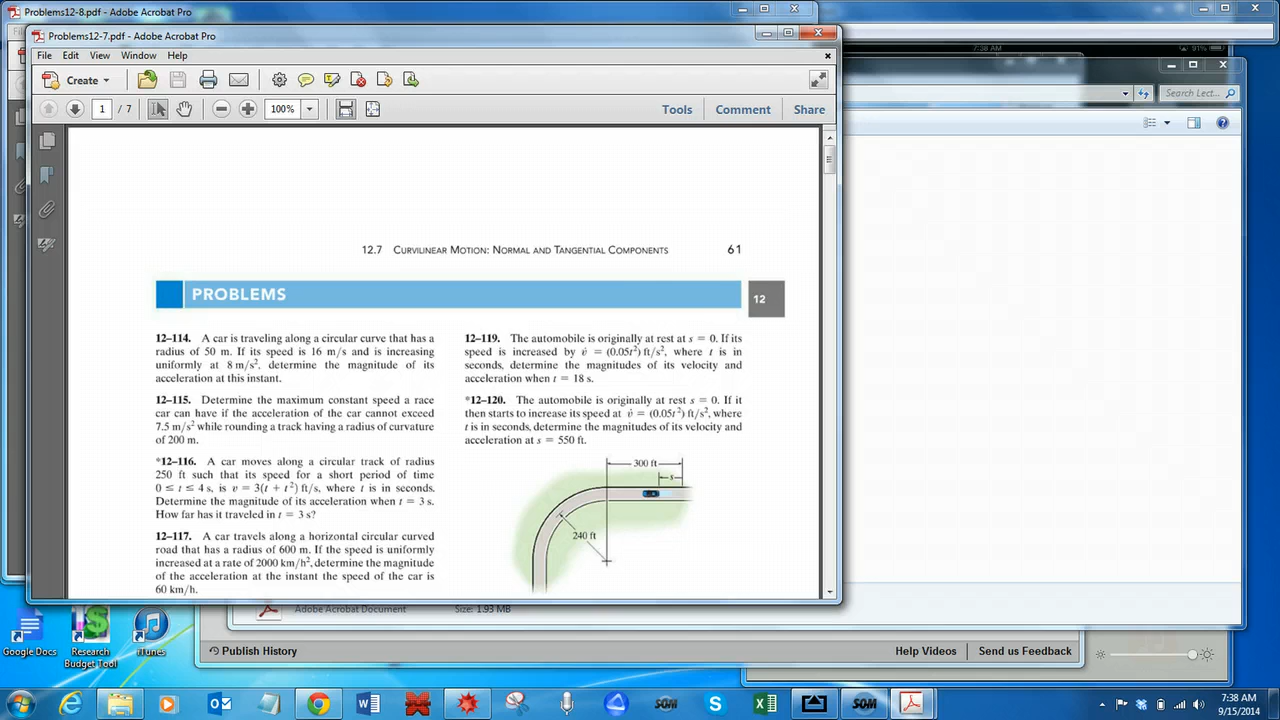 Problems12-8.pdf - Adobe Acrobat Pro
Problems12-7.pdf - Adobe Acrobat Pro
7:38 AM
91%
File Edit View Window Help
Create
Search Lect...
1 / 7
100%
Tools Comment Share
12.7 CURVILINEAR MOTION: NORMAL AND TANGENTIAL COMPONENTS 61
PROBLEMS
12
12–114. A car is traveling along a circular curve that has a
radius of 50 m. If its speed is 16 m/s and is increasing
uniformly at 8 m/s², determine the magnitude of its
acceleration at this instant.
12–115. Determine the maximum constant speed a race
car can have if the acceleration of the car cannot exceed
7.5 m/s² while rounding a track having a radius of curvature
of 200 m.
*12–116. A car moves along a circular track of radius
250 ft such that its speed for a short period of time
0 ≤ t ≤ 4 s, is v = 3(t + t²) ft/s, where t is in seconds.
Determine the magnitude of its acceleration when t = 3 s.
How far has it traveled in t = 3 s?
12–117. A car travels along a horizontal circular curved
road that has a radius of 600 m. If the speed is uniformly
increased at a rate of 2000 km/h², determine the magnitude
of the acceleration at the instant the speed of the car is
60 km/h.
12–119. The automobile is originally at rest at s = 0. If its
speed is increased by v̇ = (0.05t²) ft/s², where t is in
seconds, determine the magnitudes of its velocity and
acceleration when t = 18 s.
*12–120. The automobile is originally at rest s = 0. If it
then starts to increase its speed at v̇ = (0.05t²) ft/s², where
t is in seconds, determine the magnitudes of its velocity and
acceleration at s = 550 ft.
300 ft
s
240 ft
Adobe Acrobat Document Size: 1.93 MB
Publish History Help Videos Send us Feedback
Google Docs
Research
Budget Tool
iTunes
SOM
SOM
7:38 AM
9/15/2014